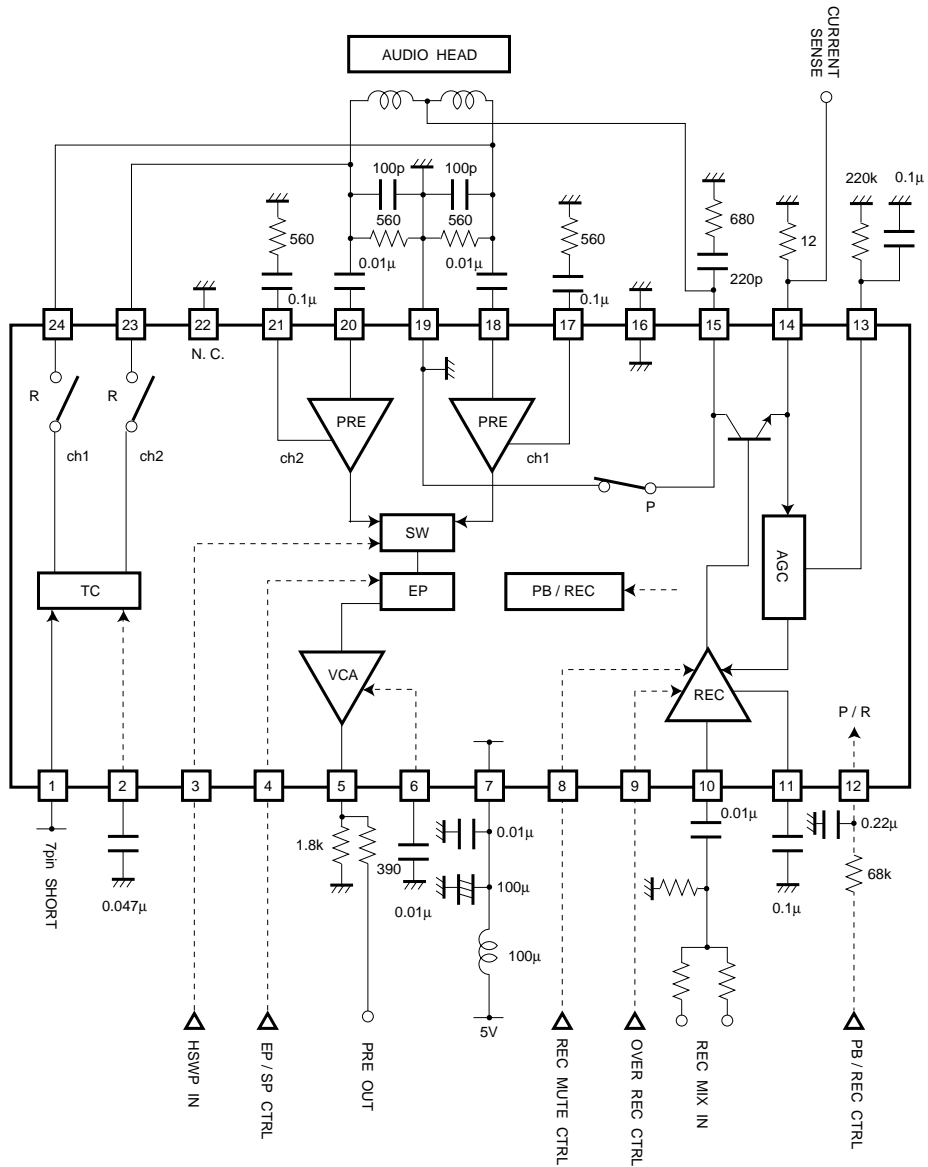 AUDIO HEAD
CURRENT SENSE
100p
100p
560
560
560
0.01µ
0.01µ
0.1µ
560
0.1µ
680
220p
12
220k
0.1µ
24
23
22
21
20
19
18
17
16
15
14
13
N. C.
R
R
ch1
ch2
ch2
PRE
PRE
ch1
P
SW
EP
TC
PB / REC
AGC
VCA
REC
P / R
1
2
3
4
5
6
7
8
9
10
11
12
7pin SHORT
0.047µ
1.8k
390
0.01µ
0.01µ
100µ
100µ
5V
0.01µ
0.1µ
0.22µ
68k
HSWP IN
EP / SP CTRL
PRE OUT
REC MUTE CTRL
OVER REC CTRL
REC MIX IN
PB / REC CTRL